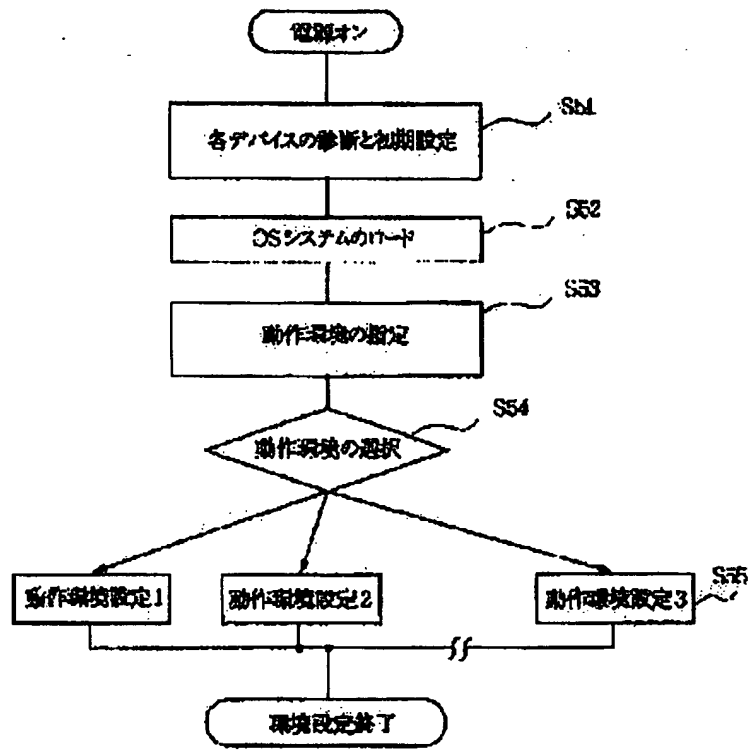 電源オン
S51
各デバイスの診断と初期設定
S52
OSシステムのロード
S53
動作環境の指定
S54
動作環境の選択
動作環境設定1
動作環境設定2
動作環境設定3
S55
環境設定終了